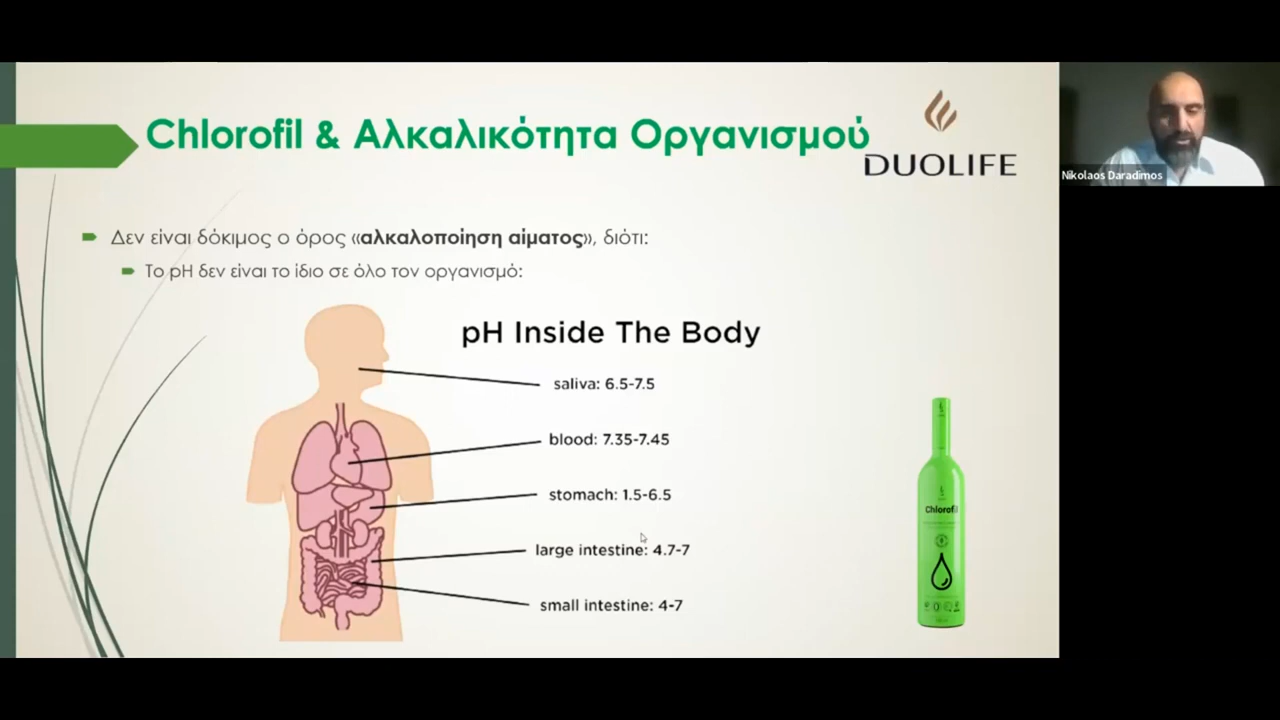 Chlorofil & Αλκαλικότητα Οργανισμού
DUOLIFE
Nikolaos Daradimos
Δεν είναι δόκιμος ο όρος «αλκαλοποίηση αίματος», διότι:
Το pH δεν είναι το ίδιο σε όλο τον οργανισμό:
pH Inside The Body
saliva: 6.5-7.5
blood: 7.35-7.45
stomach: 1.5-6.5
large intestine: 4.7-7
small intestine: 4-7
Chlorofil